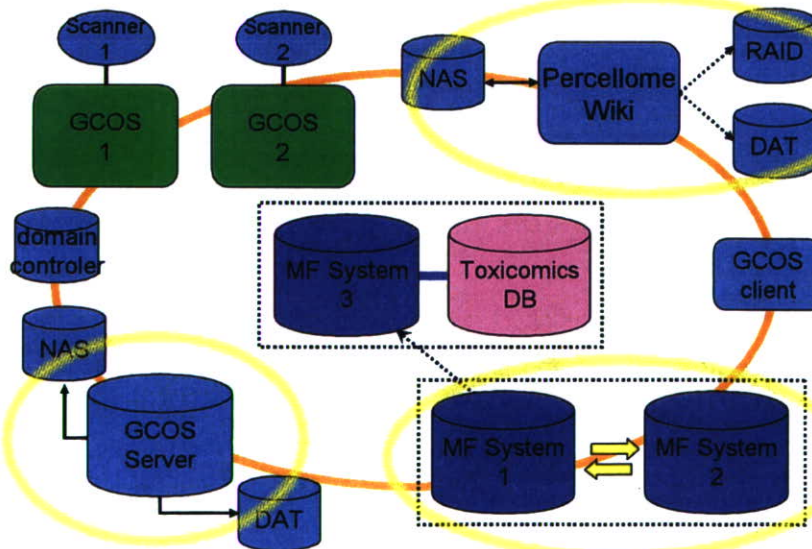 Scanner
1
Scanner
2
NAS
Percellome
Wiki
RAID
DAT
GCOS
1
GCOS
2
domain
controler
MF System
3
Toxicomics
DB
GCOS
client
NAS
GCOS
Server
DAT
MF System
1
MF System
2